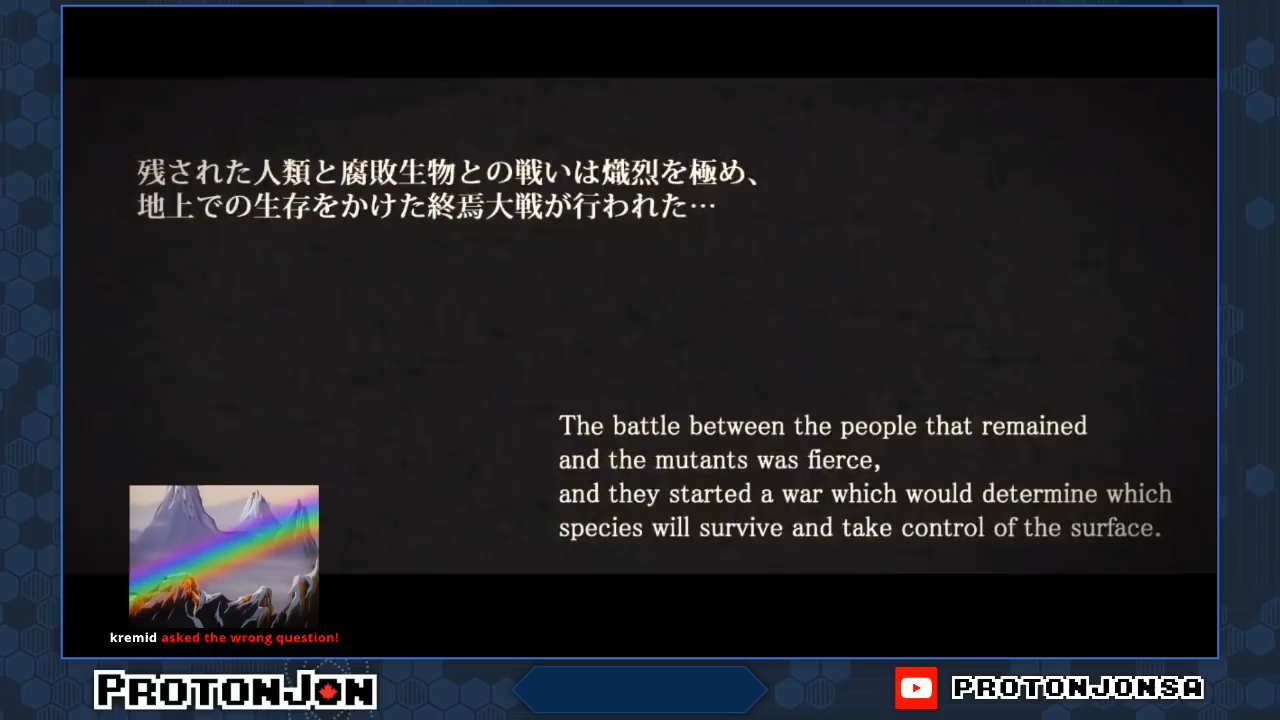 残された人類と腐敗生物との戦いは熾烈を極め、
地上での生存をかけた終焉大戦が行われた…
The battle between the people that remained
and the mutants was fierce,
and they started a war which would determine which
species will survive and take control of the surface.
kremid asked the wrong question!
PROTONJON
PROTONJONSA